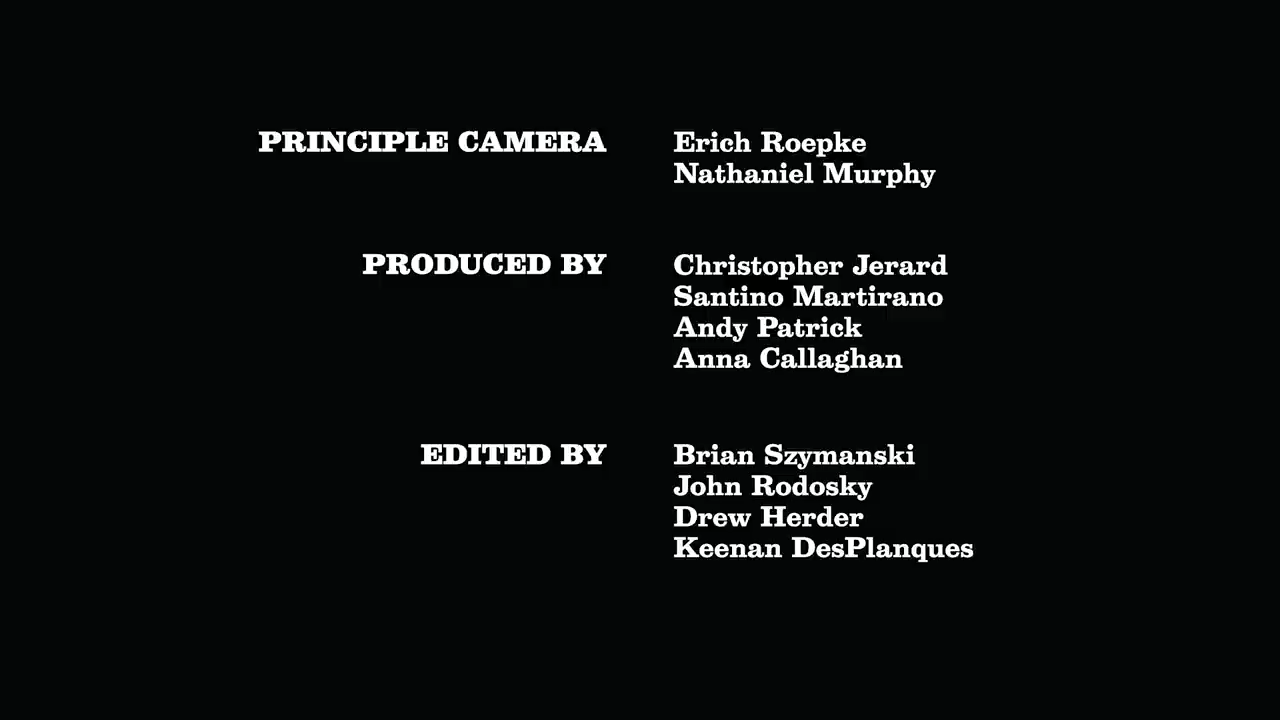 PRINCIPLE CAMERA Erich Roepke
Nathaniel Murphy
PRODUCED BY Christopher Jerard
Santino Martirano
Andy Patrick
Anna Callaghan
EDITED BY Brian Szymanski
John Rodosky
Drew Herder
Keenan DesPlanques